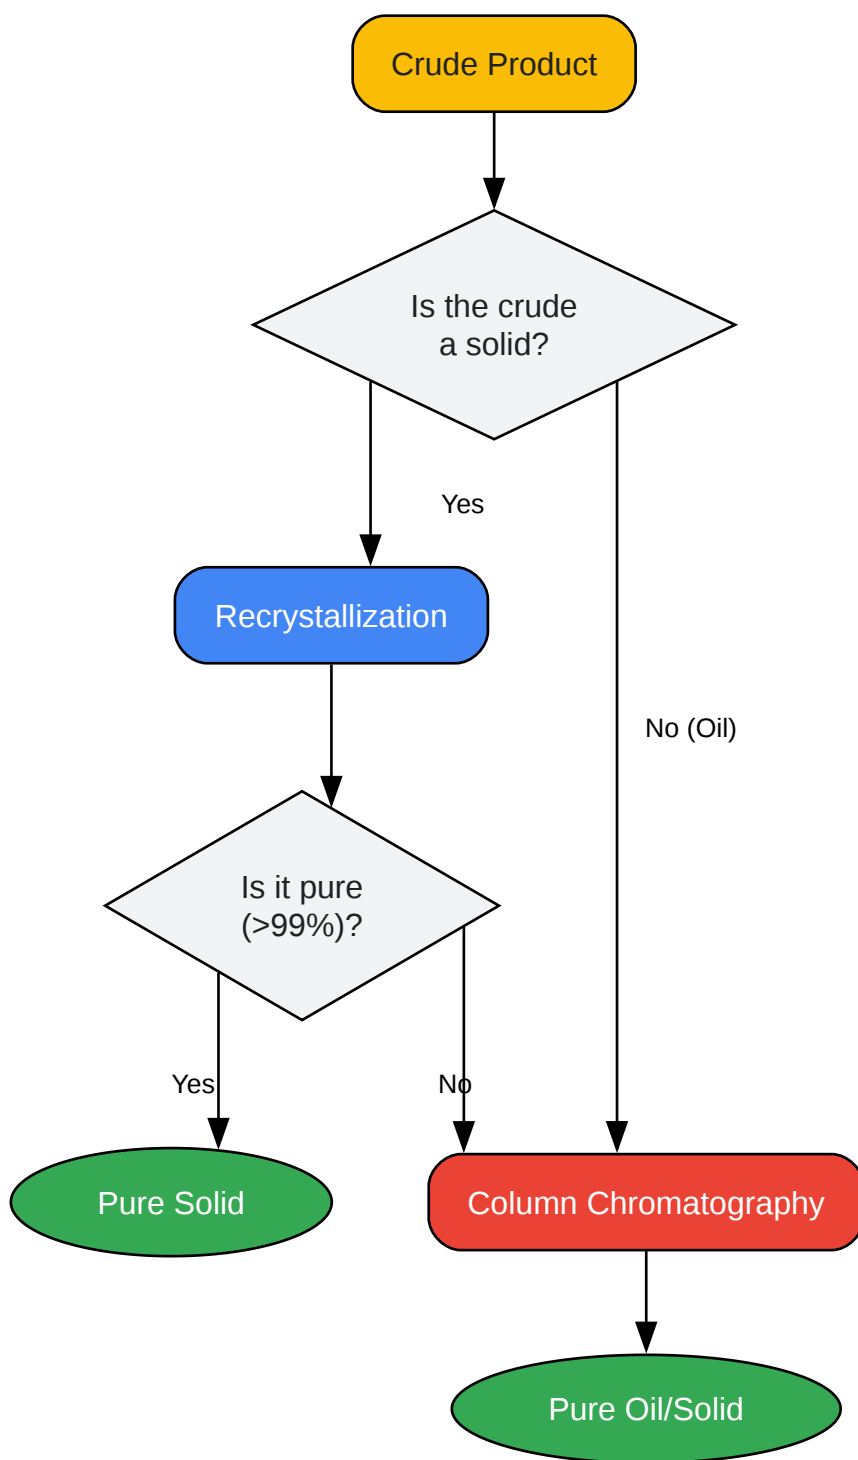 Crude Product
Is the crude
a solid?
Yes
Recrystallization
No (Oil)
Is it pure
(>99%)?
Yes
No
Pure Solid
Column Chromatography
Pure Oil/Solid